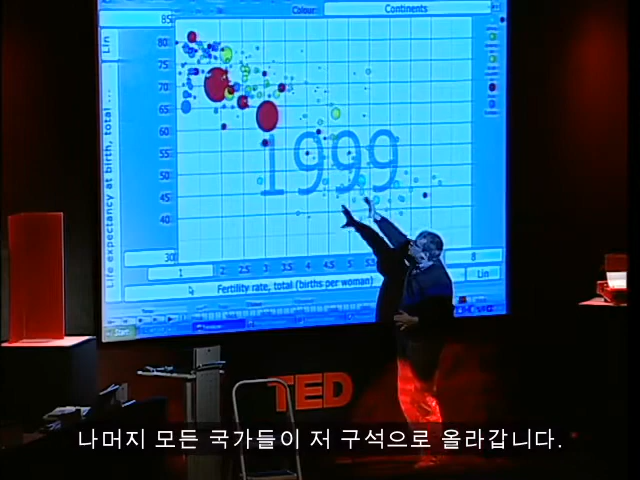 Colour:
Continents
85
80
75
70
65
60
55
50
45
40
30
Lin
Life expectancy at birth, total ...
1999
1
2 2.5 3 3.5 4 4.5 5
8
Fertility rate, total (births per woman)
Lin
Start
TED
나머지 모든 국가들이 저 구석으로 올라갑니다.